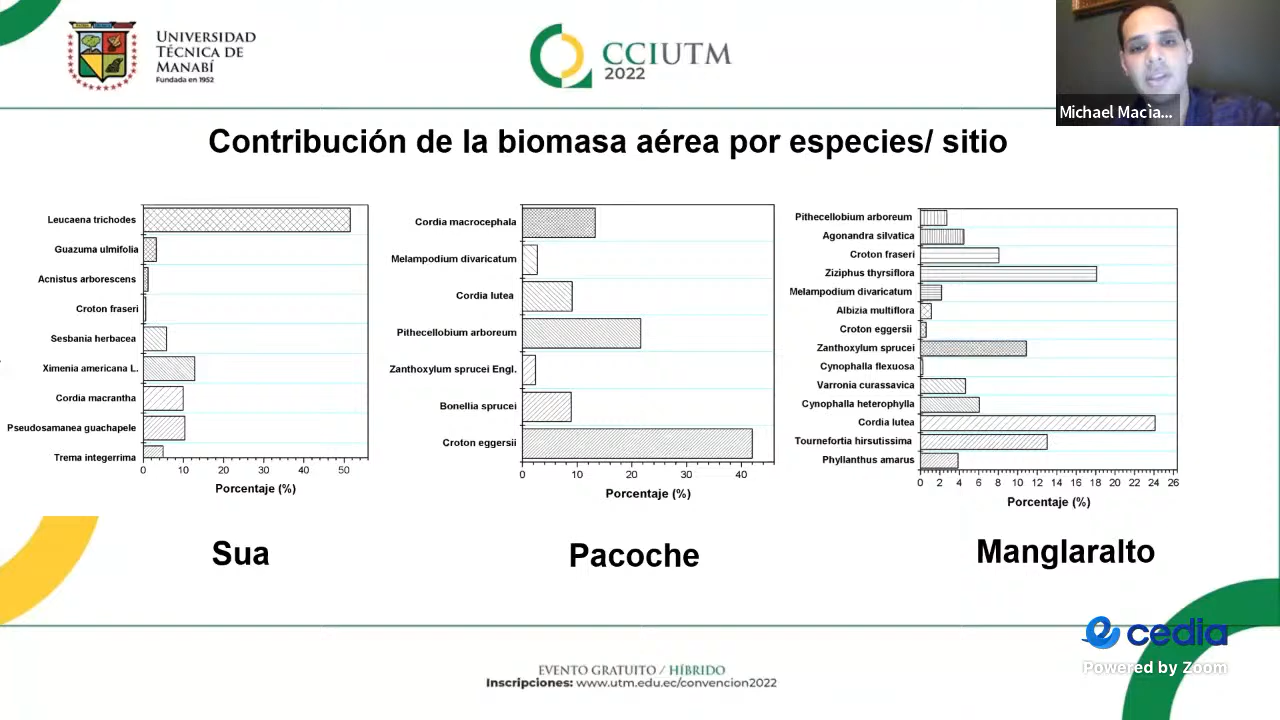 UNIVERSIDAD
TÉCNICA DE
MANABÍ
Fundada en 1952
CCIUTM
2022
Michael Macìa...
Contribución de la biomasa aérea por especies/ sitio
Leucaena trichodes
Guazuma ulmifolia
Acnistus arborescens
Croton fraseri
Sesbania herbacea
Ximenia americana L.
Cordia macrantha
Pseudosamanea guachapele
Trema integerrima
0 10 20 30 40 50
Porcentaje (%)
Sua
Cordia macrocephala
Melampodium divaricatum
Cordia lutea
Pithecellobium arboreum
Zanthoxylum sprucei Engl.
Bonellia sprucei
Croton eggersii
0 10 20 30 40
Porcentaje (%)
Pacoche
Pithecellobium arboreum
Agonandra silvatica
Croton fraseri
Ziziphus thyrsiflora
Melampodium divaricatum
Albizia multiflora
Croton eggersii
Zanthoxylum sprucei
Cynophalla flexuosa
Varronia curassavica
Cynophalla heterophylla
Cordia lutea
Tournefortia hirsutissima
Phyllanthus amarus
0 2 4 6 8 10 12 14 16 18 20 22 24 26
Porcentaje (%)
Manglaralto
cedia
Powered by Zoom
EVENTO GRATUITO / HÍBRIDO
Inscripciones: www.utm.edu.ec/convencion2022